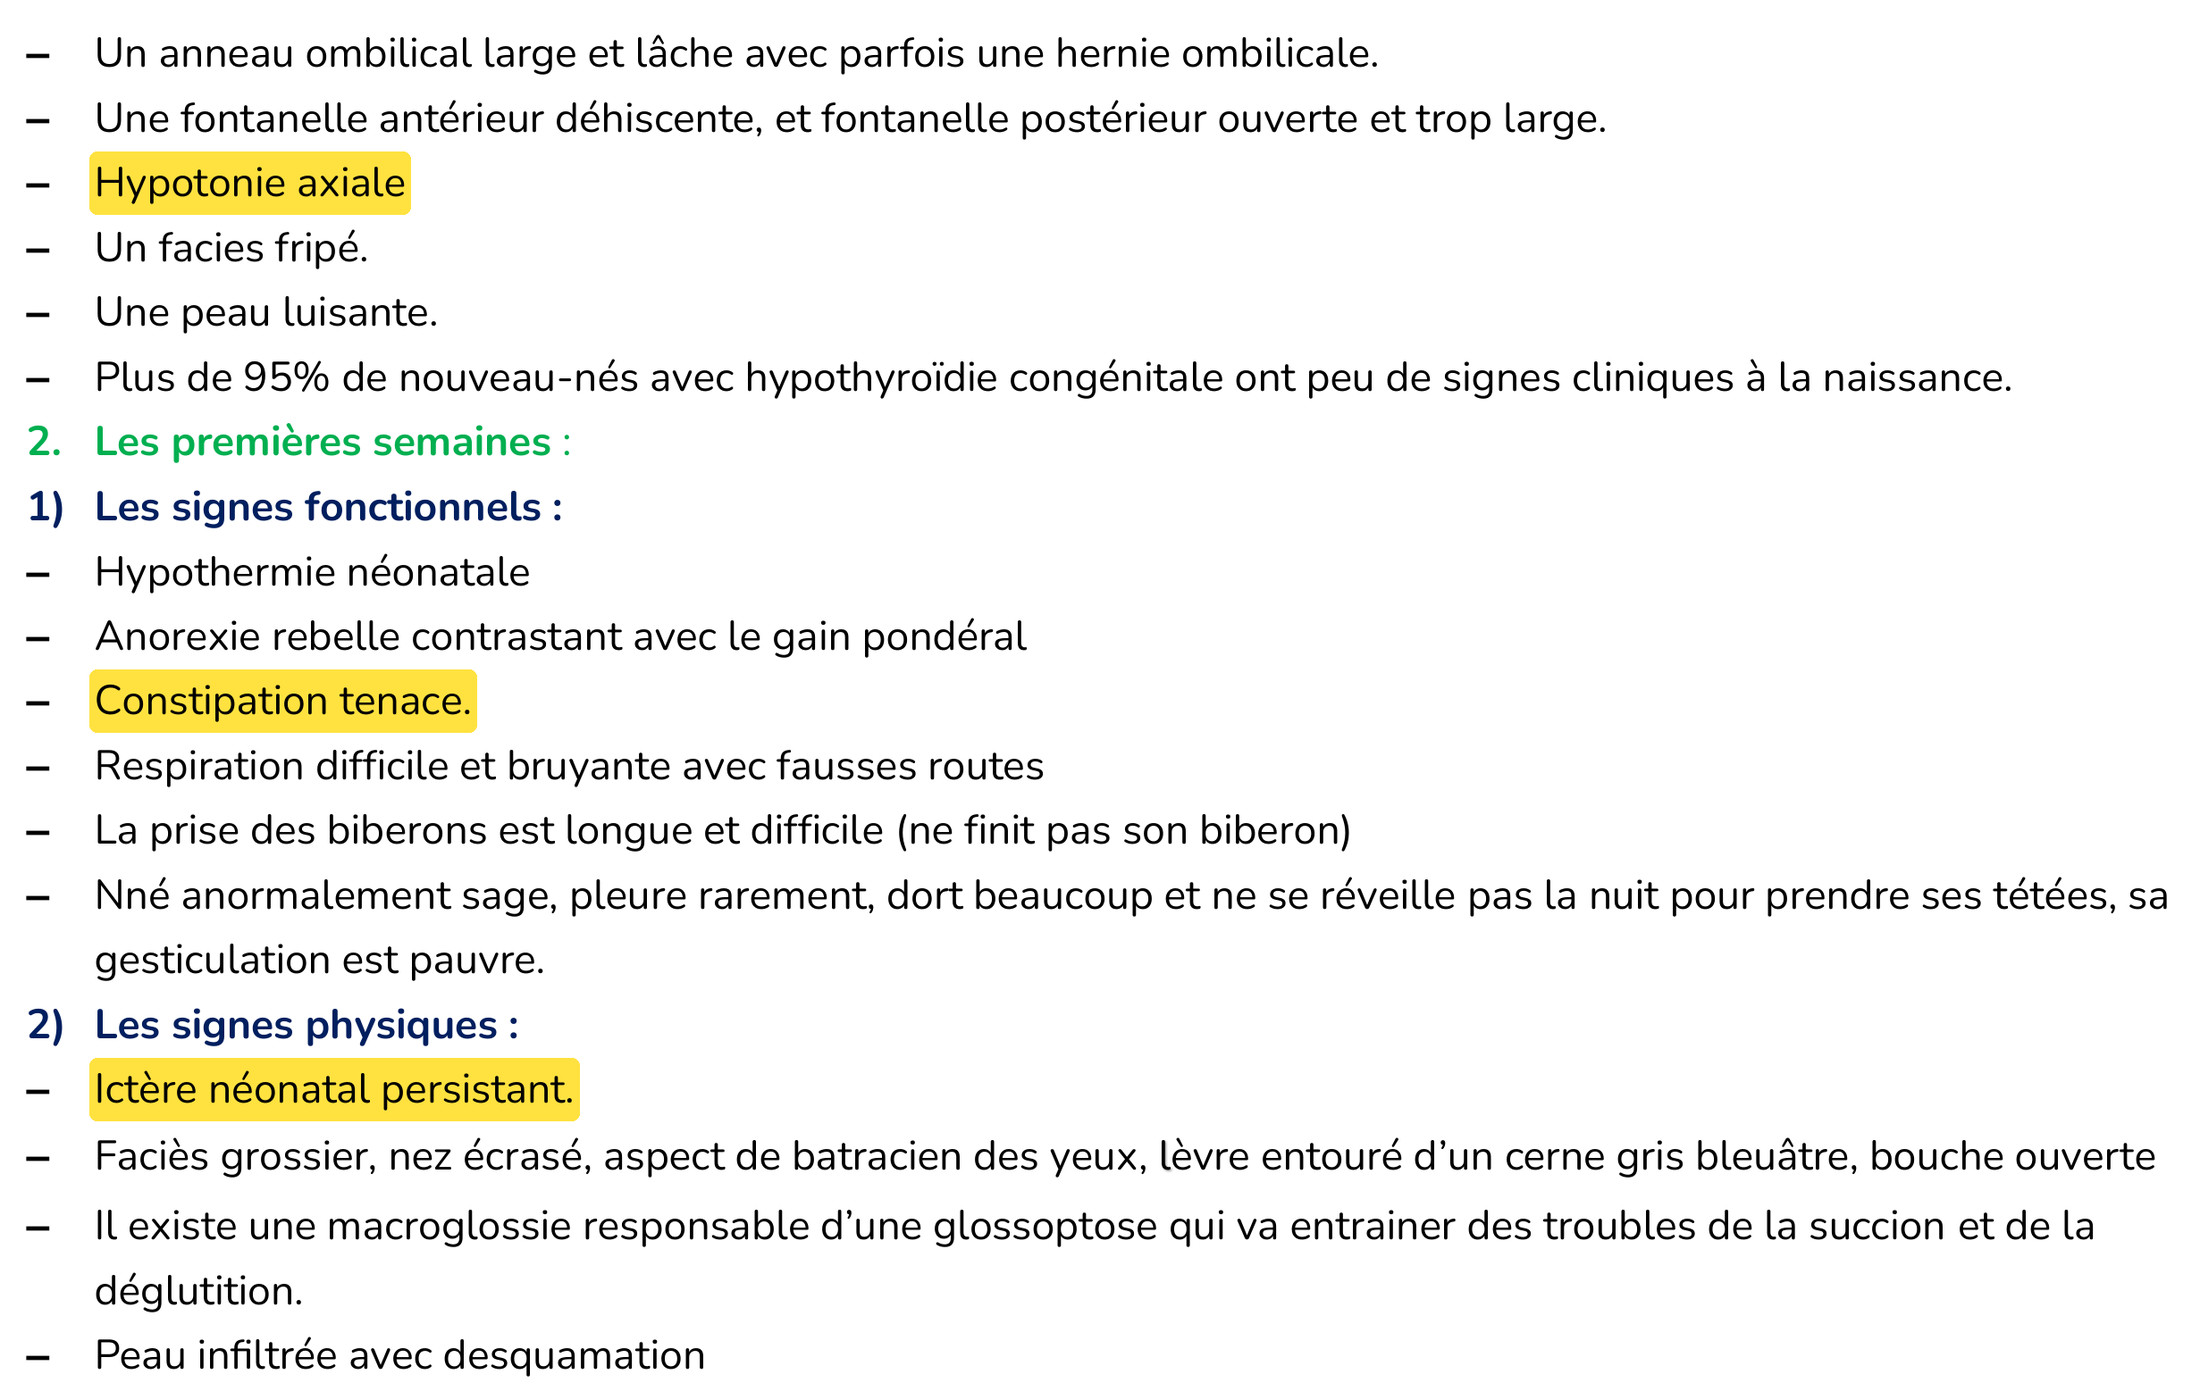 – Un anneau ombilical large et lâche avec parfois une hernie ombilicale.
– Une fontanelle antérieur déhiscente, et fontanelle postérieur ouverte et trop large.
– Hypotonie axiale
– Un facies fripé.
– Une peau luisante.
– Plus de 95% de nouveau-nés avec hypothyroïdie congénitale ont peu de signes cliniques à la naissance.
2. Les premières semaines :
1) Les signes fonctionnels :
– Hypothermie néonatale
– Anorexie rebelle contrastant avec le gain pondéral
– Constipation tenace.
– Respiration difficile et bruyante avec fausses routes
– La prise des biberons est longue et difficile (ne finit pas son biberon)
– Nné anormalement sage, pleure rarement, dort beaucoup et ne se réveille pas la nuit pour prendre ses tétées, sa
gesticulation est pauvre.
2) Les signes physiques :
– Ictère néonatal persistant.
– Faciès grossier, nez écrasé, aspect de batracien des yeux, lèvre entouré d’un cerne gris bleuâtre, bouche ouverte
– Il existe une macroglossie responsable d’une glossoptose qui va entrainer des troubles de la succion et de la
déglutition.
– Peau infiltrée avec desquamation